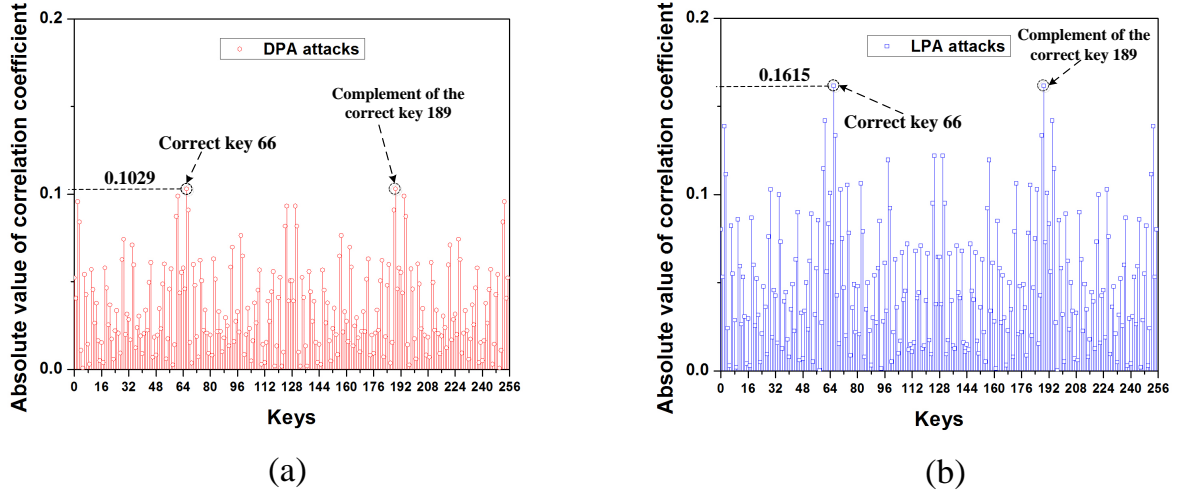 Absolute value of correlation coefficient
0.2
0.1
0.0
DPA attacks
Complement of the
correct key 189
Correct key 66
0.1029
0 16 32 48 64 80 96 112 128 144 160 176 192 208 224 240 256
Keys
(a)
Absolute value of correlation coefficient
0.2
0.1
0.0
LPA attacks
Complement of the
correct key 189
0.1615
Correct key 66
0 16 32 48 64 80 96 112 128 144 160 176 192 208 224 240 256
Keys
(b)